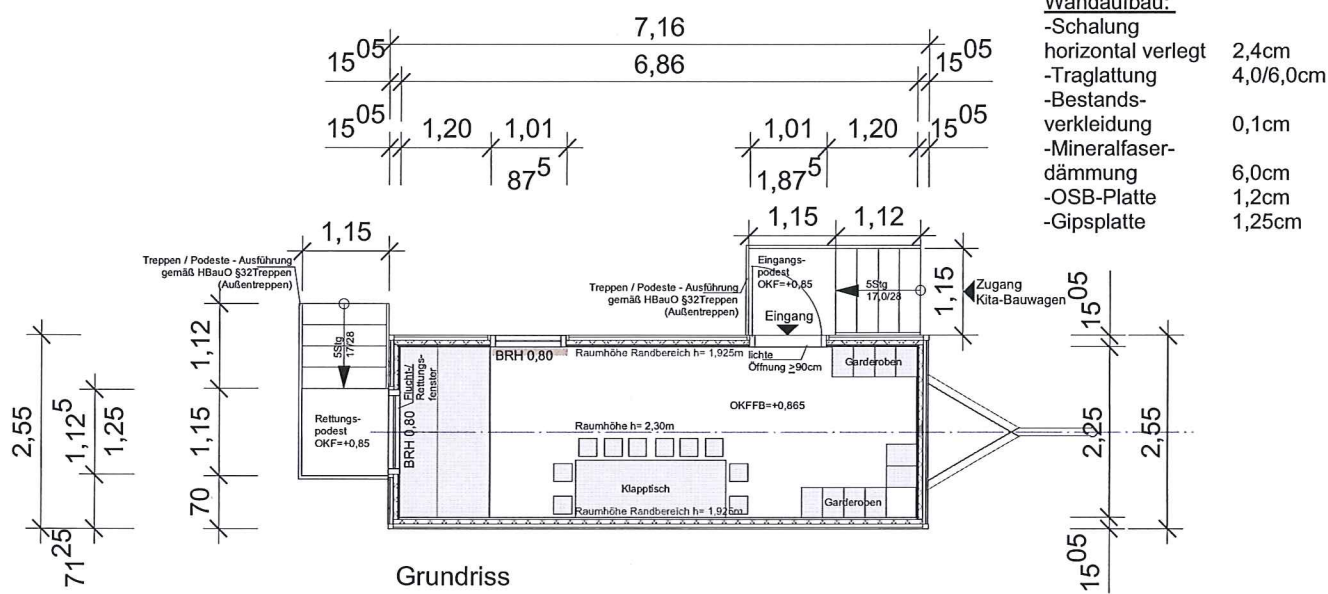 Wandaufbau:
-Schalung
horizontal verlegt 2,4cm
-Traglattung 4,0/6,0cm
-Bestands-
verkleidung 0,1cm
-Mineralfaser-
dämmung 6,0cm
-OSB-Platte 1,2cm
-Gipsplatte 1,25cm
7,16
15⁰⁵ 6,86 15⁰⁵
15⁰⁵ 1,20 1,01 1,01 1,20 15⁰⁵
87⁵ 1,87⁵
1,15 1,15 1,12
Treppen / Podeste - Ausführung
gemäß HBauO §32Treppen
(Außentreppen)
Treppen / Podeste - Ausführung
gemäß HBauO §32Treppen
(Außentreppen)
Eingangs-
podest
OKF=+0,85
5Stg
17,0/28
1,15
Zugang
Kita-Bauwagen
Eingang
5Stg
17/28
BRH 0,80
Raumhöhe Randbereich h= 1,925m
lichte
Öffnung ≥90cm
Garderoben
Flucht-/
Rettungs-
fenster
BRH 0,80
Rettungs-
podest
OKF=+0,85
OKFFB=+0,865
Raumhöhe h= 2,30m
Klapptisch
Raumhöhe Randbereich h= 1,925m
Garderoben
2,55
1,12⁵
71²⁵
1,25
1,12
1,15
70
15⁰⁵
2,25
15⁰⁵
2,55
Grundriss